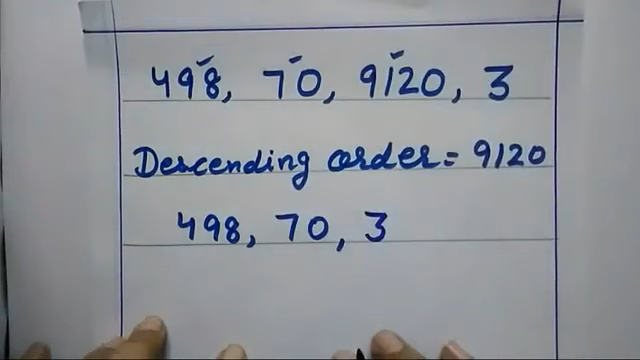 498, 70, 9120, 3
Descending order = 9120
498, 70, 3